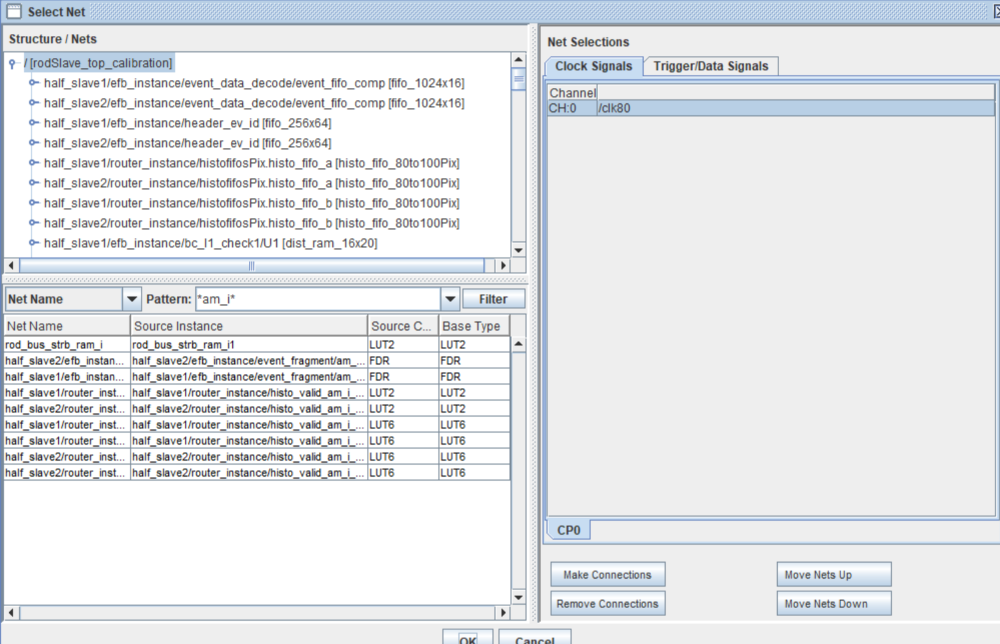 Select Net
Structure / Nets
/ [rodSlave_top_calibration]
half_slave1/efb_instance/event_data_decode/event_fifo_comp [fifo_1024x16]
half_slave2/efb_instance/event_data_decode/event_fifo_comp [fifo_1024x16]
half_slave1/efb_instance/header_ev_id [fifo_256x64]
half_slave2/efb_instance/header_ev_id [fifo_256x64]
half_slave1/router_instance/histofifosPix.histo_fifo_a [histo_fifo_80to100Pix]
half_slave2/router_instance/histofifosPix.histo_fifo_a [histo_fifo_80to100Pix]
half_slave1/router_instance/histofifosPix.histo_fifo_b [histo_fifo_80to100Pix]
half_slave2/router_instance/histofifosPix.histo_fifo_b [histo_fifo_80to100Pix]
half_slave1/efb_instance/bc_l1_check1/U1 [dist_ram_16x20]
Net Name Pattern: *am_i* Filter
Net Name Source Instance Source C... Base Type
rod_bus_strb_ram_i rod_bus_strb_ram_i1 LUT2 LUT2
half_slave2/efb_instan... half_slave2/efb_instance/event_fragment/am_... FDR FDR
half_slave1/efb_instan... half_slave1/efb_instance/event_fragment/am_... FDR FDR
half_slave1/router_inst... half_slave1/router_instance/histo_valid_am_i_... LUT2 LUT2
half_slave2/router_inst... half_slave2/router_instance/histo_valid_am_i_... LUT2 LUT2
half_slave1/router_inst... half_slave1/router_instance/histo_valid_am_i_... LUT6 LUT6
half_slave1/router_inst... half_slave1/router_instance/histo_valid_am_i_... LUT6 LUT6
half_slave2/router_inst... half_slave2/router_instance/histo_valid_am_i_... LUT6 LUT6
half_slave2/router_inst... half_slave2/router_instance/histo_valid_am_i_... LUT6 LUT6
Net Selections
Clock Signals Trigger/Data Signals
Channel
CH:0 /clk80
CP0
Make Connections Move Nets Up
Remove Connections Move Nets Down
OK Cancel